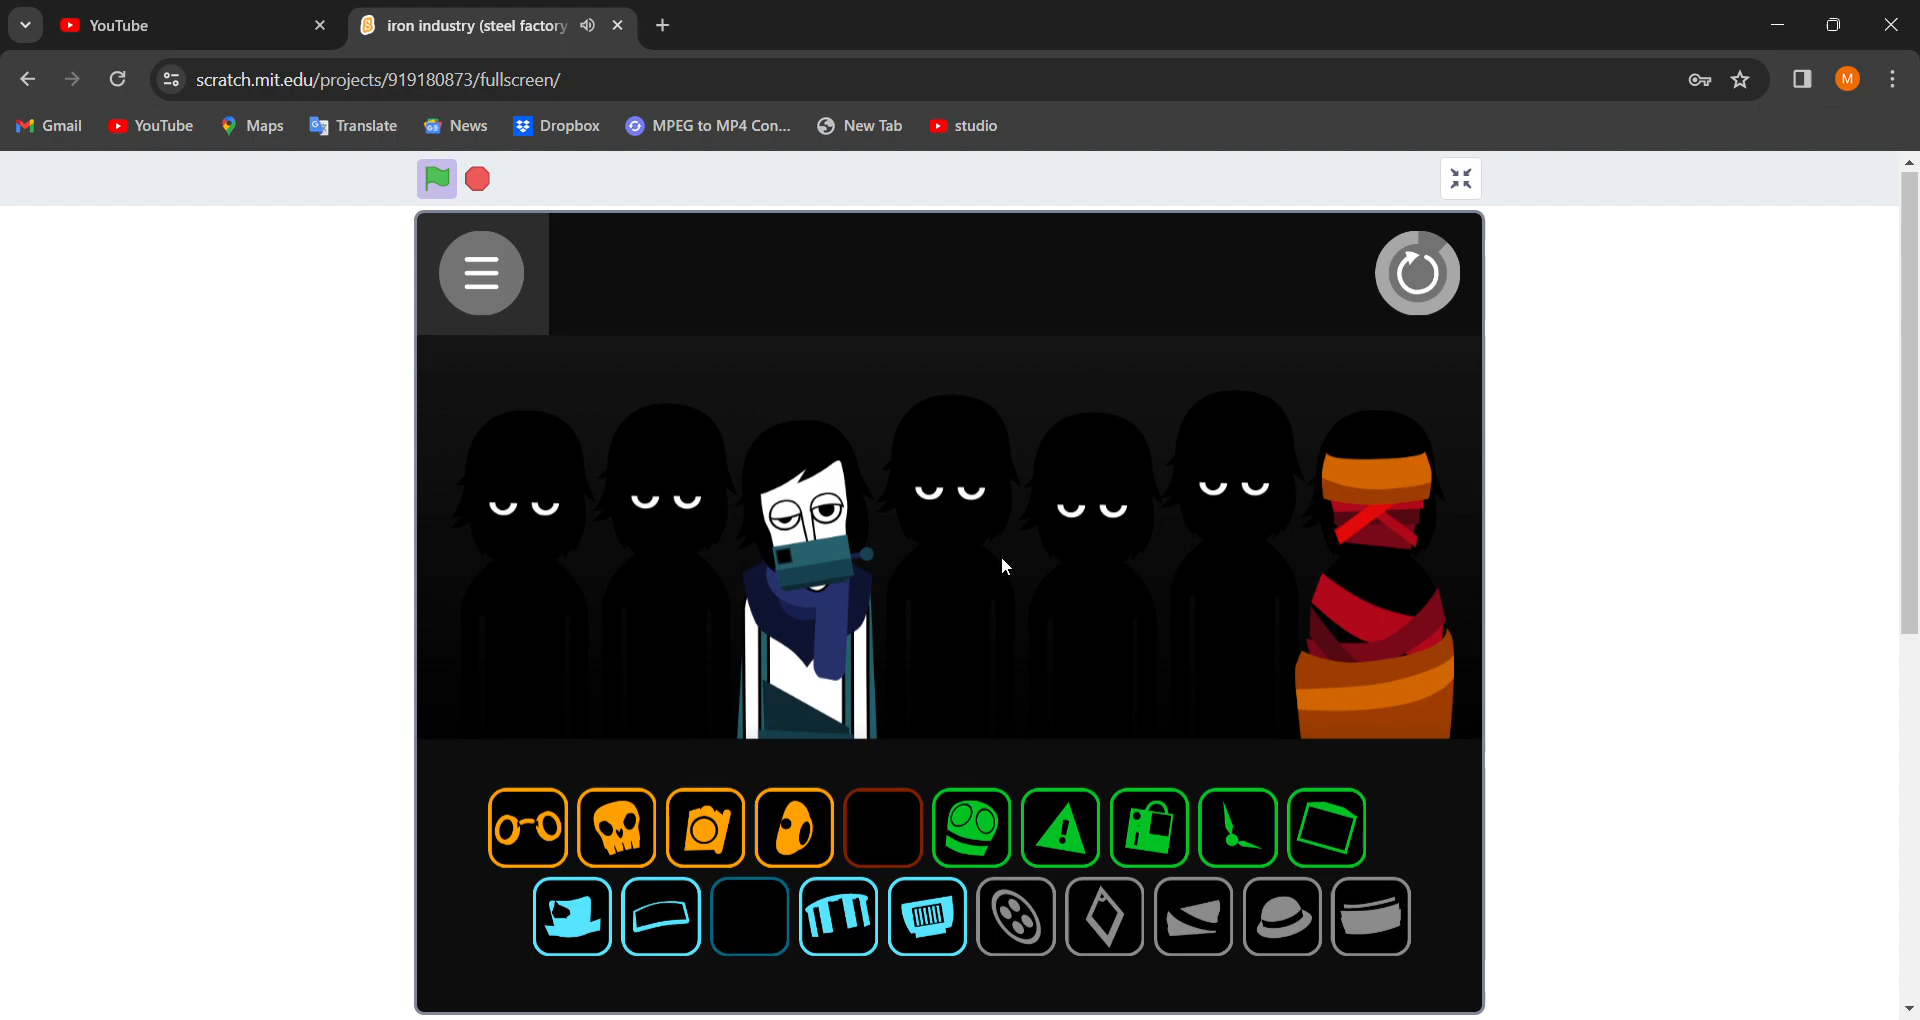 YouTube
iron industry (steel factory
scratch.mit.edu/projects/919180873/fullscreen/
M
Gmail
YouTube
Maps
Translate
News
Dropbox
MPEG to MP4 Con...
New Tab
studio